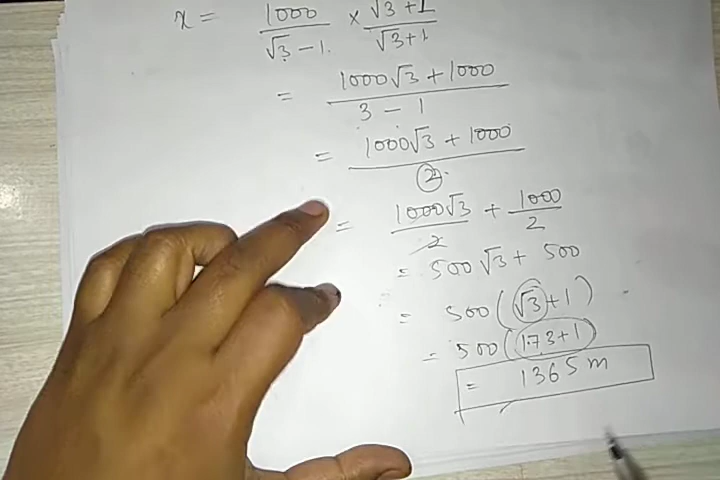 x = 1000/√3 - 1. × √3 + 1/√3 + 1
= 1000√3 + 1000/3 - 1
= 1000√3 + 1000/2
= 1000√3/2 + 1000/2
= 500√3 + 500
= 500(√3 + 1)
= 500(1.73 + 1)
= 1365 m